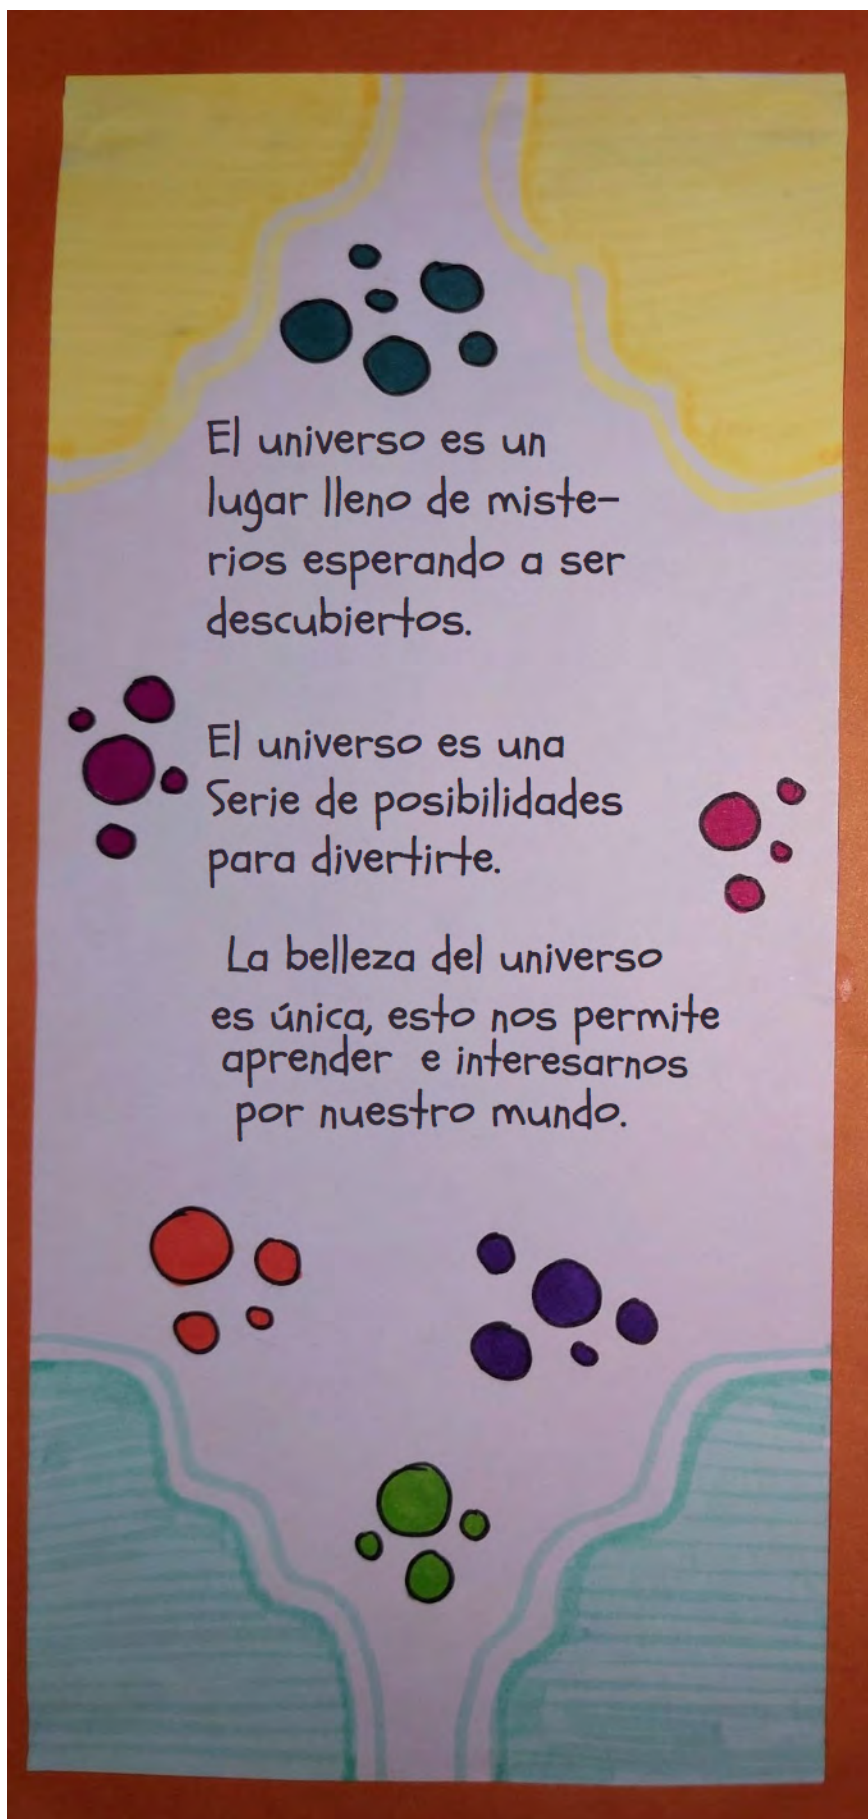 El universo es un
lugar lleno de miste-
rios esperando a ser
descubiertos.
El universo es una
Serie de posibilidades
para divertirte.
La belleza del universo
es única, esto nos permite
aprender e interesarnos
por nuestro mundo.